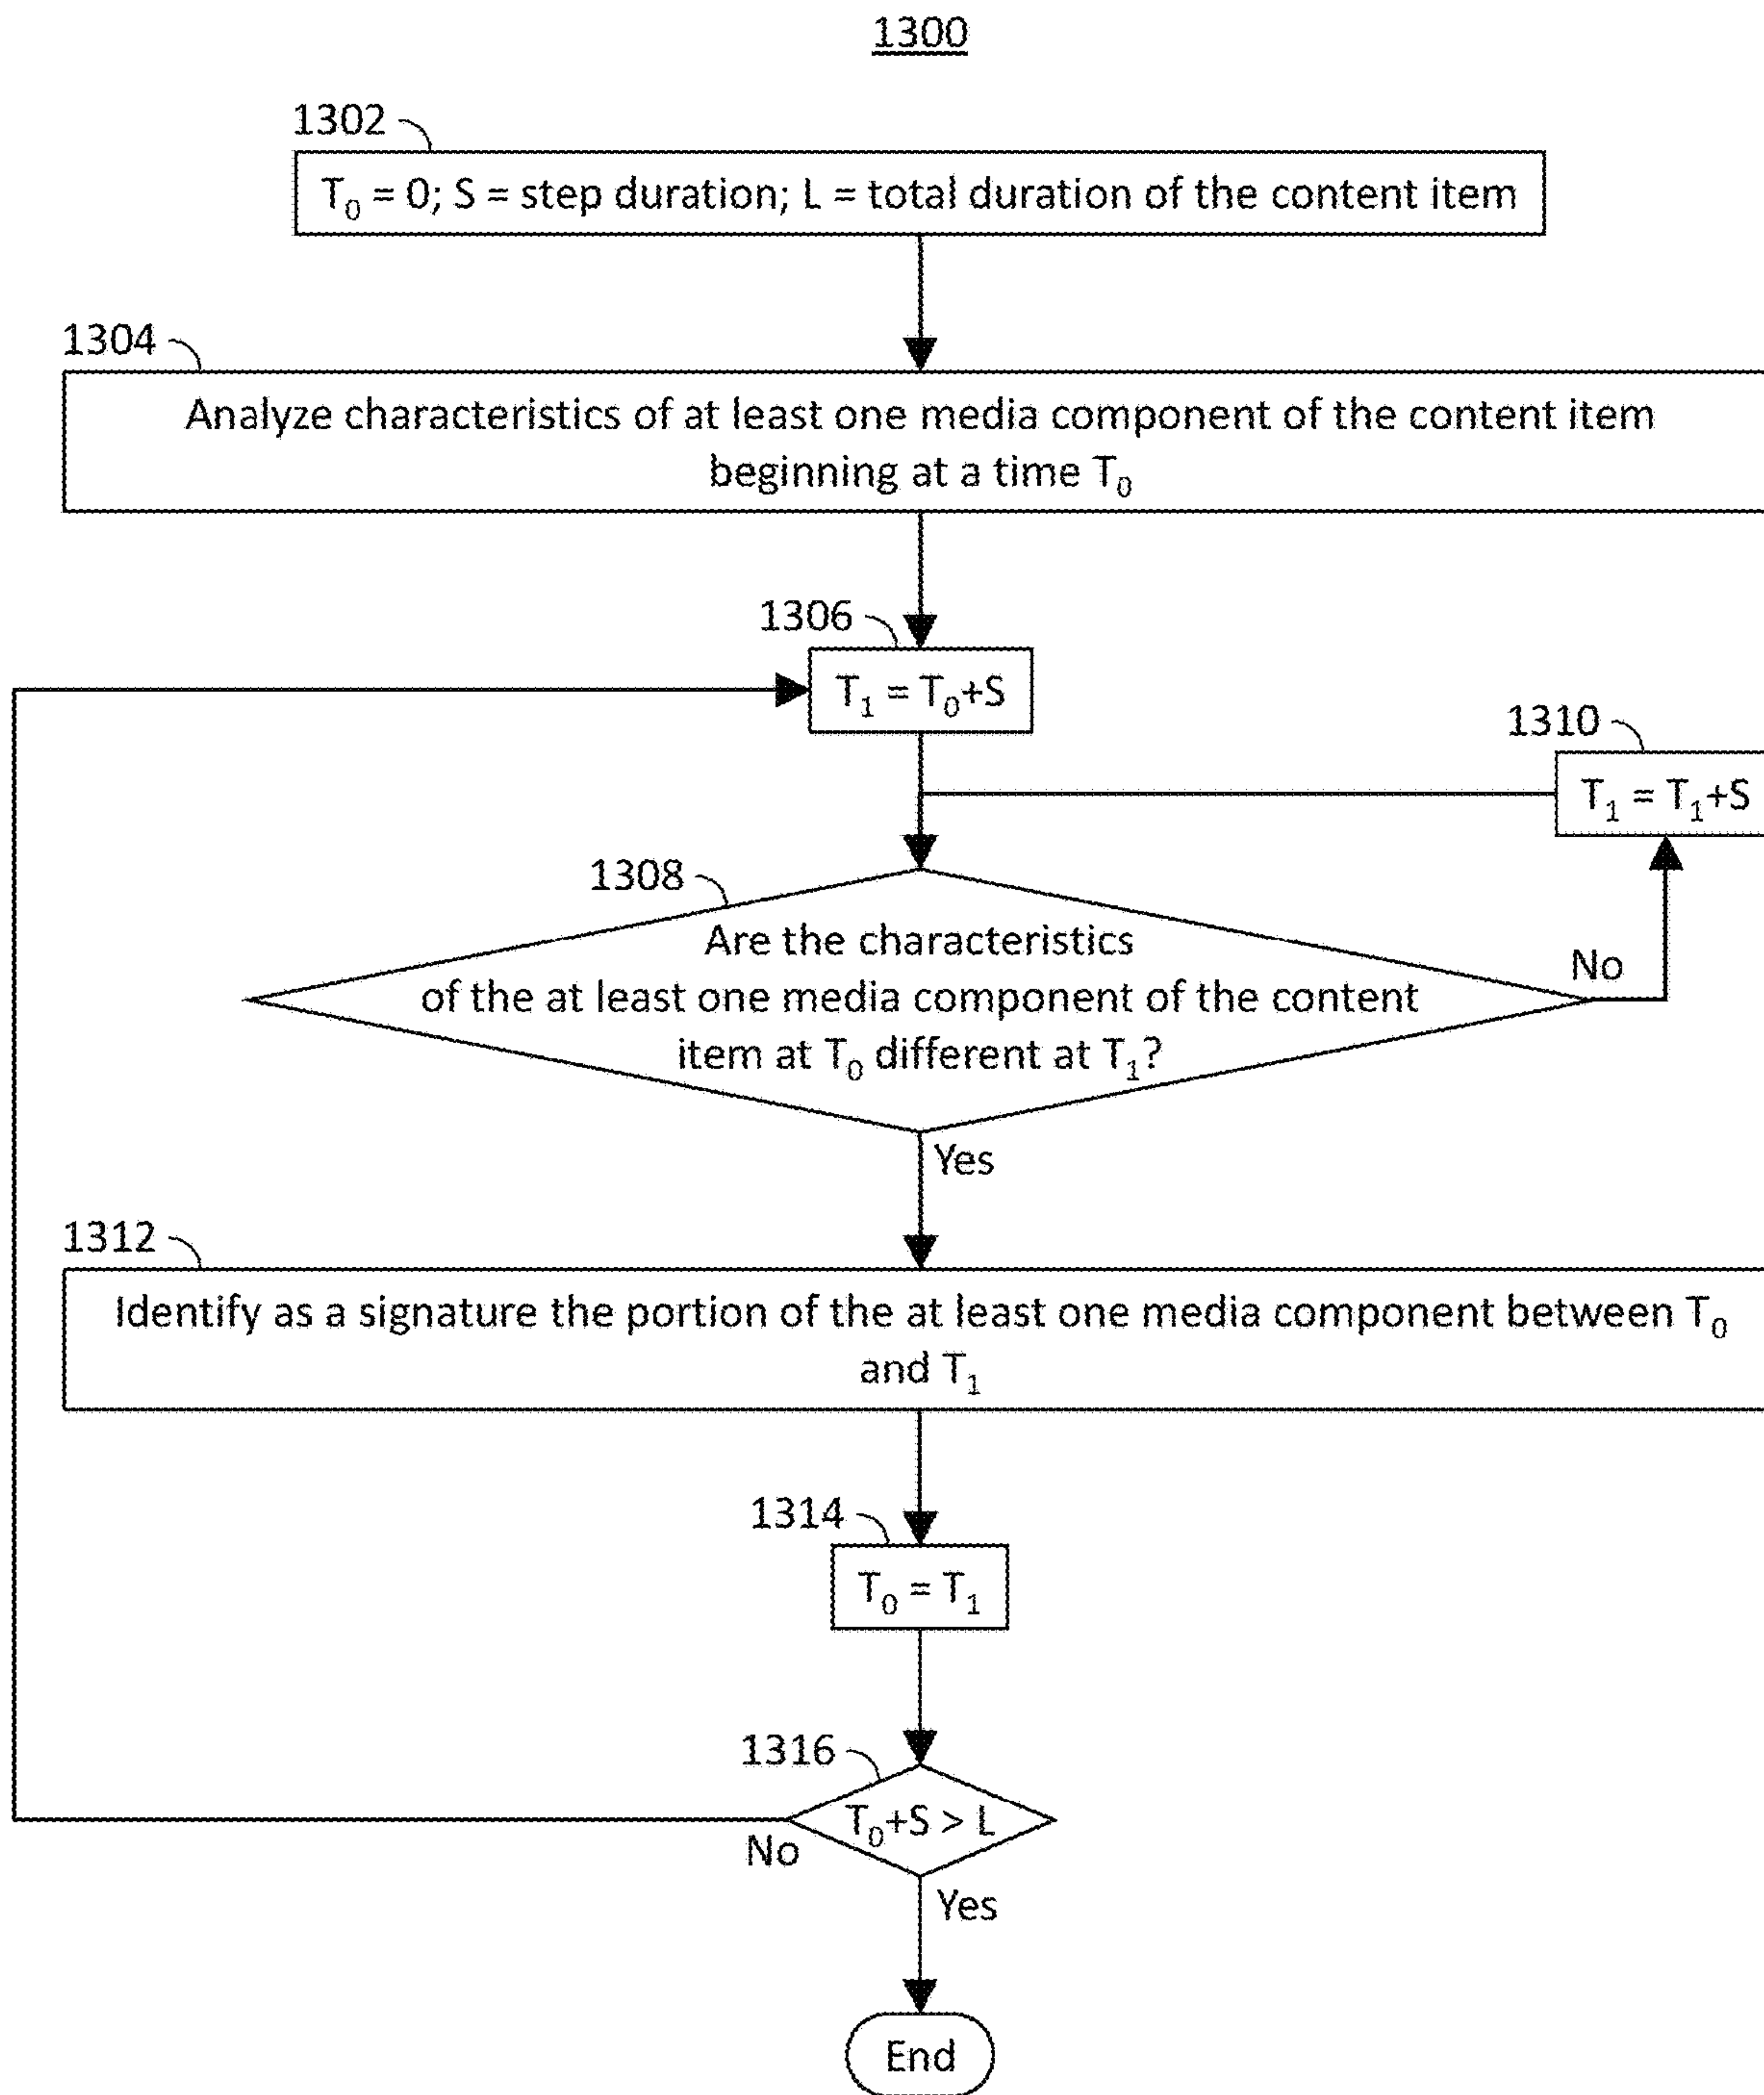 1300
1302
T₀ = 0; S = step duration; L = total duration of the content item
1304
Analyze characteristics of at least one media component of the content item
beginning at a time T₀
1306
T₁ = T₀+S
1310
T₁ = T₁+S
1308
Are the characteristics
of the at least one media component of the content
item at T₀ different at T₁?
No
Yes
1312
Identify as a signature the portion of the at least one media component between T₀
and T₁
1314
T₀ = T₁
1316
T₀+S > L
No
Yes
End